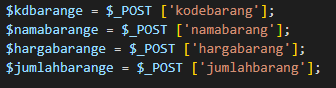 $kdbarange = $_POST ['kodebarang'];
$namabarange = $_POST ['namabarang'];
$hargabarange = $_POST ['hargabarang'];
$jumlahbarange = $_POST ['jumlahbarang'];